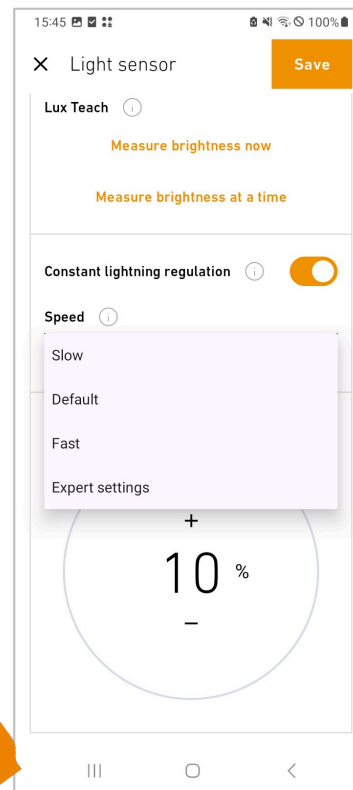 15:45 100%
Light sensor Save
Lux Teach
Measure brightness now
Measure brightness at a time
Constant lightning regulation
Speed
Slow
Default
Fast
Expert settings
+
10 %
−